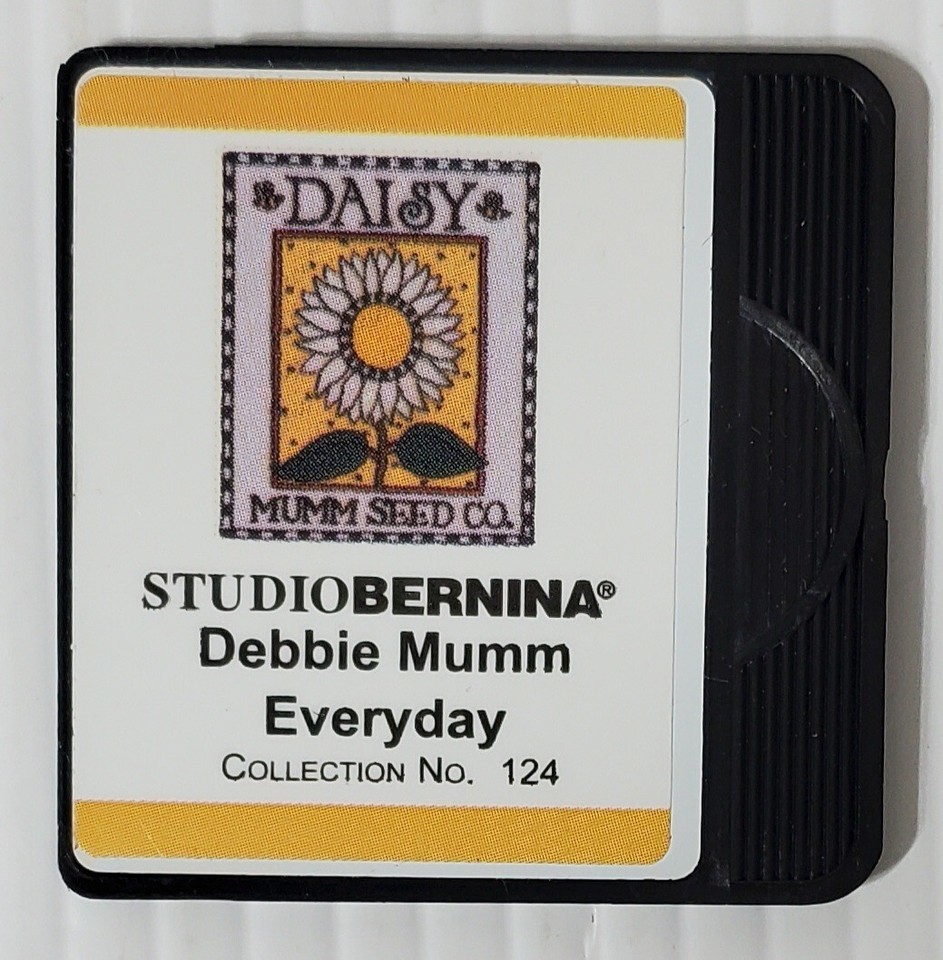 DAISY
MUMM SEED CO.
STUDIOBERNINA®
Debbie Mumm
Everyday
COLLECTION NO. 124